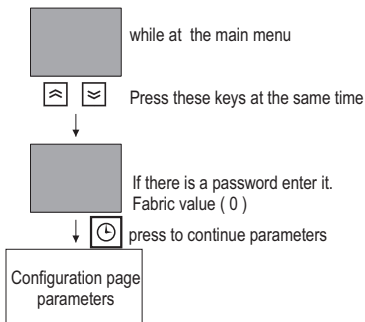 while at the main menu
Press these keys at the same time
If there is a password enter it.
Fabric value ( 0 )
press to continue parameters
Configuration page
parameters